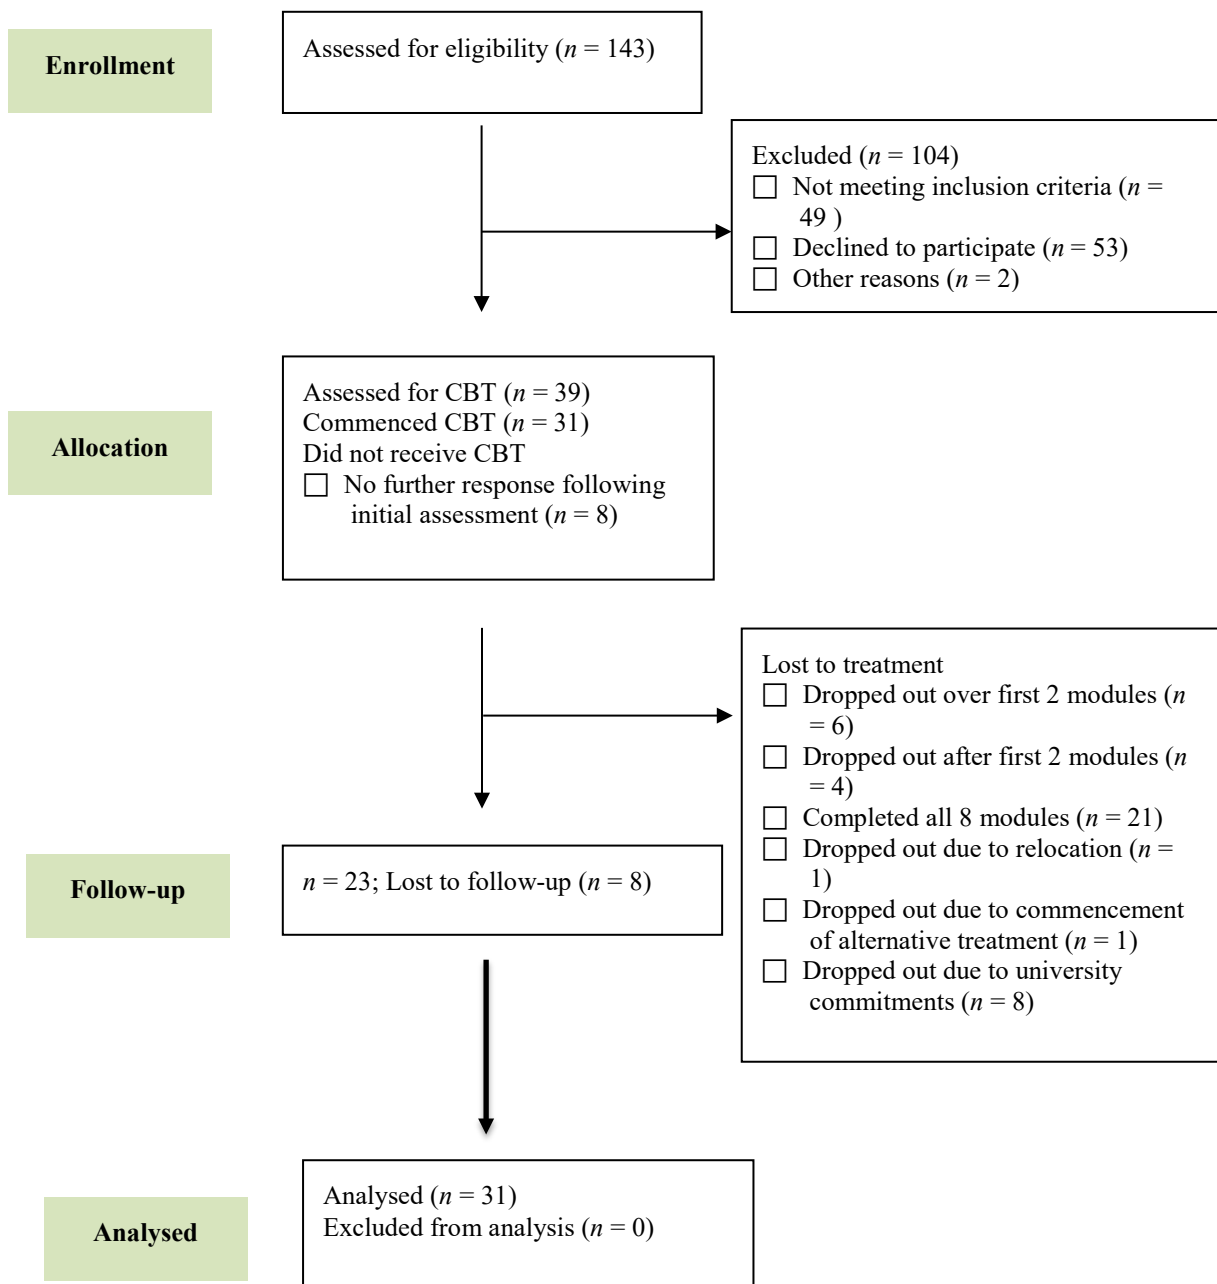 Enrollment
Assessed for eligibility (n = 143)
Excluded (n = 104)
☐ Not meeting inclusion criteria (n =
49 )
☐ Declined to participate (n = 53)
☐ Other reasons (n = 2)
Allocation
Assessed for CBT (n = 39)
Commenced CBT (n = 31)
Did not receive CBT
☐ No further response following
initial assessment (n = 8)
Lost to treatment
☐ Dropped out over first 2 modules (n
= 6)
☐ Dropped out after first 2 modules (n
= 4)
☐ Completed all 8 modules (n = 21)
☐ Dropped out due to relocation (n =
1)
☐ Dropped out due to commencement
of alternative treatment (n = 1)
☐ Dropped out due to university
commitments (n = 8)
Follow-up
n = 23; Lost to follow-up (n = 8)
Analysed
Analysed (n = 31)
Excluded from analysis (n = 0)